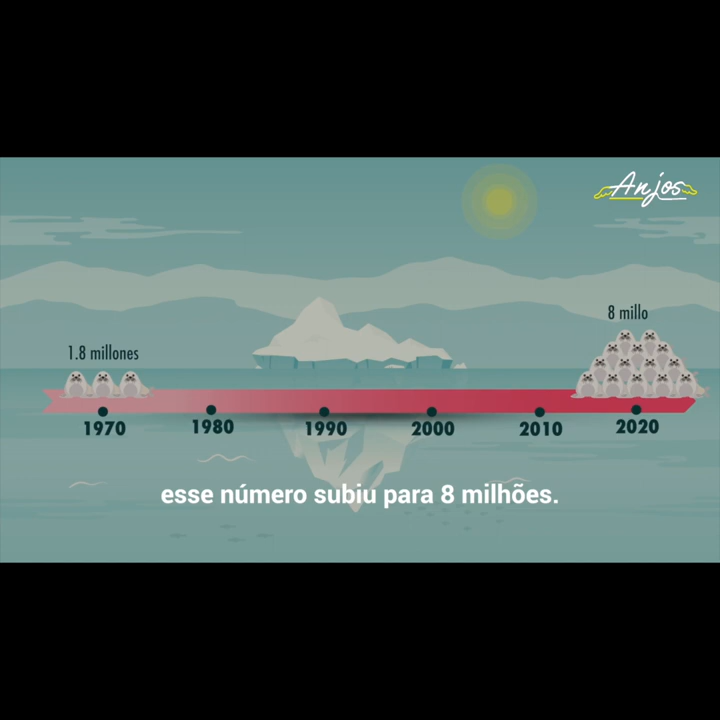 Anjos
8 millo
1.8 millones
1970 1980 1990 2000 2010 2020
esse número subiu para 8 milhões.